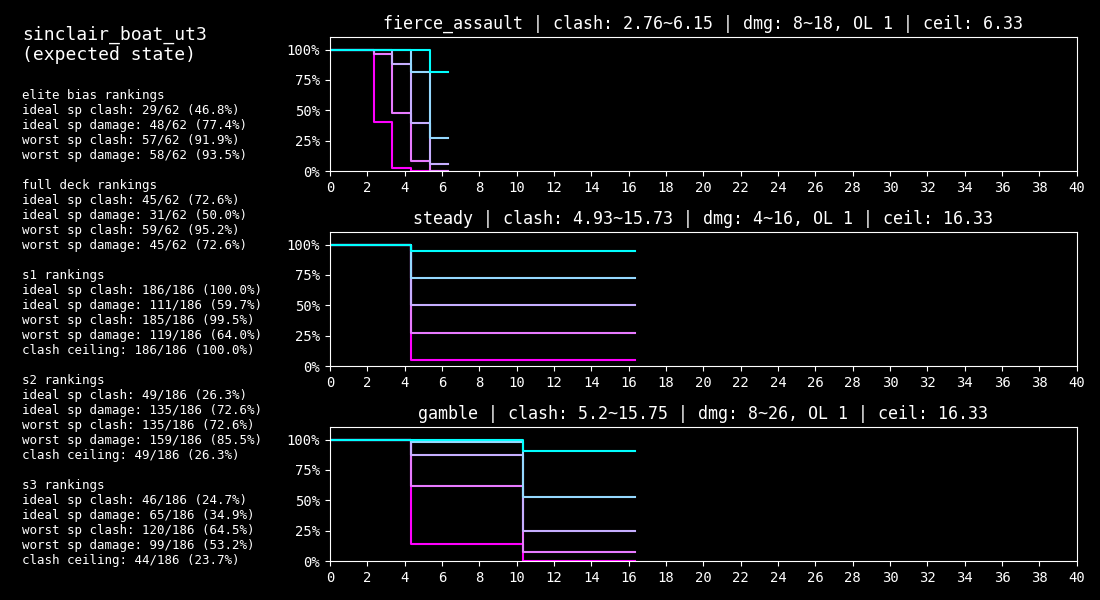 sinclair_boat_ut3
(expected state)
elite bias rankings
ideal sp clash: 29/62 (46.8%)
ideal sp damage: 48/62 (77.4%)
worst sp clash: 57/62 (91.9%)
worst sp damage: 58/62 (93.5%)
full deck rankings
ideal sp clash: 45/62 (72.6%)
ideal sp damage: 31/62 (50.0%)
worst sp clash: 59/62 (95.2%)
worst sp damage: 45/62 (72.6%)
s1 rankings
ideal sp clash: 186/186 (100.0%)
ideal sp damage: 111/186 (59.7%)
worst sp clash: 185/186 (99.5%)
worst sp damage: 119/186 (64.0%)
clash ceiling: 186/186 (100.0%)
s2 rankings
ideal sp clash: 49/186 (26.3%)
ideal sp damage: 135/186 (72.6%)
worst sp clash: 135/186 (72.6%)
worst sp damage: 159/186 (85.5%)
clash ceiling: 49/186 (26.3%)
s3 rankings
ideal sp clash: 46/186 (24.7%)
ideal sp damage: 65/186 (34.9%)
worst sp clash: 120/186 (64.5%)
worst sp damage: 99/186 (53.2%)
clash ceiling: 44/186 (23.7%)
fierce_assault | clash: 2.76~6.15 | dmg: 8~18, OL 1 | ceil: 6.33
100%
75%
50%
25%
0%
0 2 4 6 8 10 12 14 16 18 20 22 24 26 28 30 32 34 36 38 40
steady | clash: 4.93~15.73 | dmg: 4~16, OL 1 | ceil: 16.33
100%
75%
50%
25%
0%
0 2 4 6 8 10 12 14 16 18 20 22 24 26 28 30 32 34 36 38 40
gamble | clash: 5.2~15.75 | dmg: 8~26, OL 1 | ceil: 16.33
100%
75%
50%
25%
0%
0 2 4 6 8 10 12 14 16 18 20 22 24 26 28 30 32 34 36 38 40